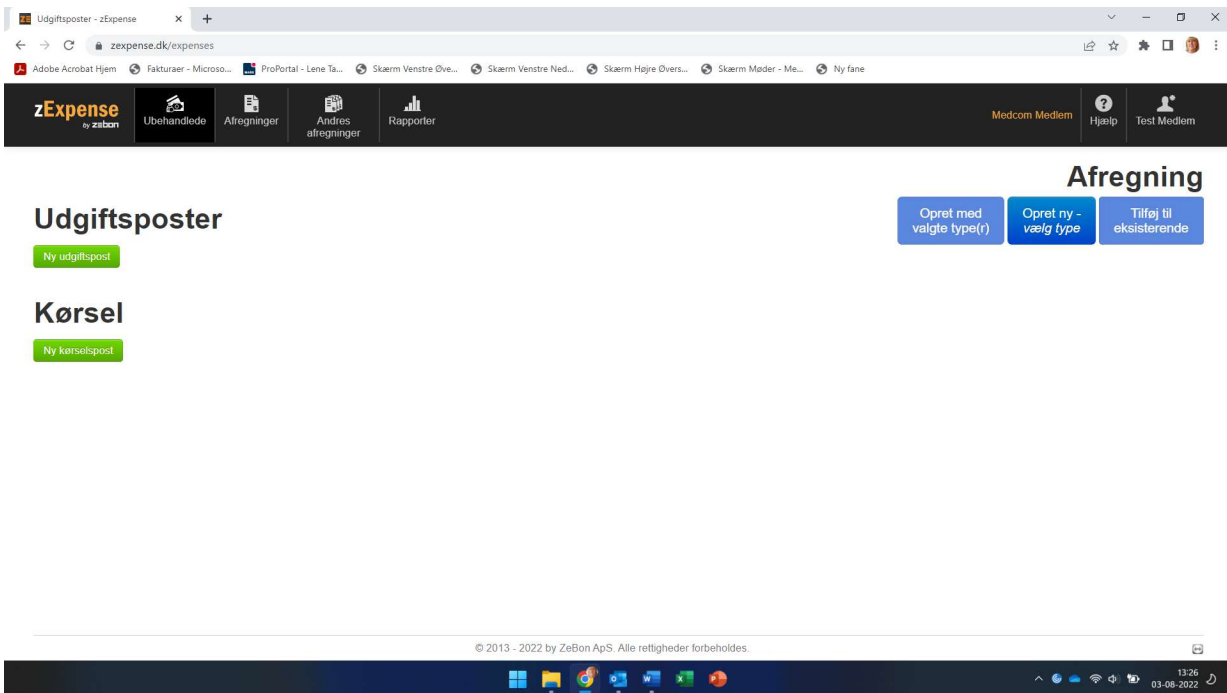 Udgiftsposter - zExpense
zexpense.dk/expenses
Adobe Acrobat Hjem
Fakturaer - Microso...
ProPortal - Lene Ta...
Skærm Venstre Øve...
Skærm Venstre Ned...
Skærm Højre Øvers...
Skærm Møder - Me...
Ny fane
zExpense
by zebon
Ubehandlede
Afregninger
Andres
afregninger
Rapporter
Medcom Medlem
Hjælp
Test Medlem
Afregning
Opret med
valgte type(r)
Opret ny -
vælg type
Tilføj til
eksisterende
Udgiftsposter
Ny udgiftspost
Kørsel
Ny kørselspost
© 2013 - 2022 by ZeBon ApS. Alle rettigheder forbeholdes.
13:26
03-08-2022